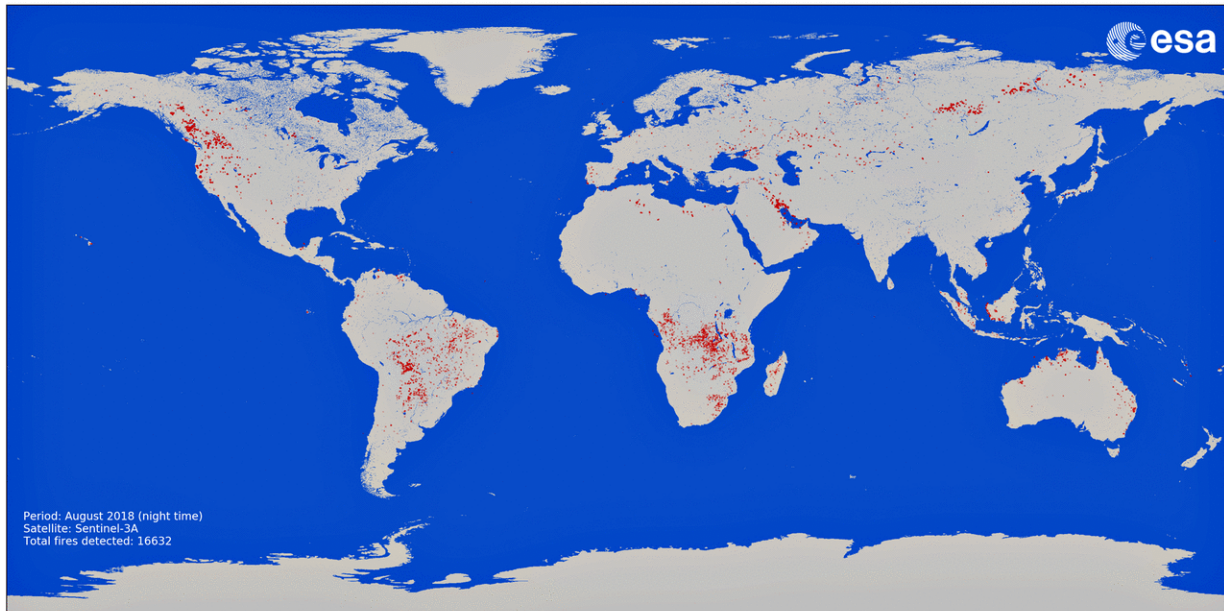 esa
Period: August 2018 (night time)
Satellite: Sentinel-3A
Total fires detected: 16632